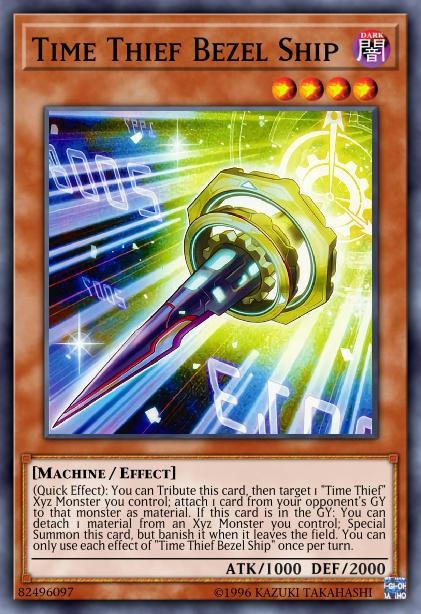 TIME THIEF BEZEL SHIP
DARK
闇
2005
2005
[MACHINE / EFFECT]
(Quick Effect): You can Tribute this card, then target 1 "Time Thief"
Xyz Monster you control; attach 1 card from your opponent's GY
to that monster as material. If this card is in the GY: You can
detach 1 material from an Xyz Monster you control; Special
Summon this card, but banish it when it leaves the field. You can
only use each effect of "Time Thief Bezel Ship" once per turn.
ATK/1000 DEF/2000
82496097
©1996 KAZUKI TAKAHASHI